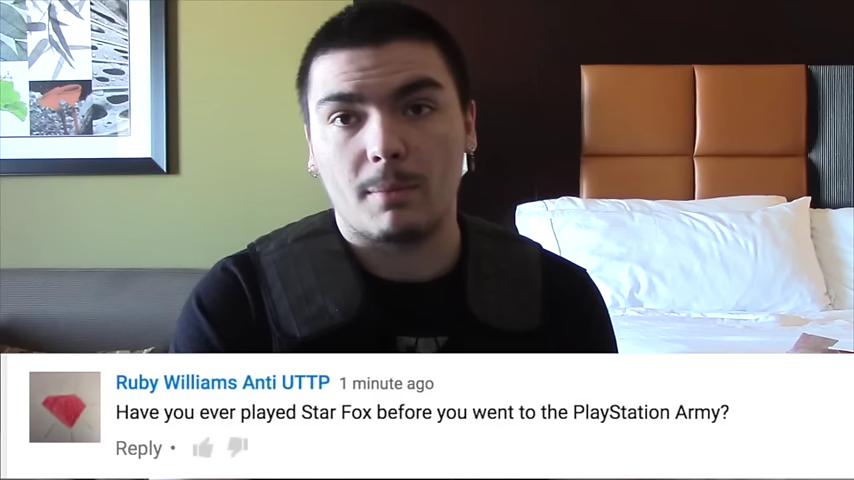 Ruby Williams Anti UTTP 1 minute ago
Have you ever played Star Fox before you went to the PlayStation Army?
Reply •